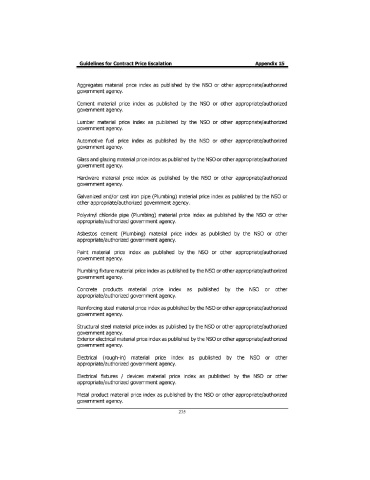 Guidelines for Contract Price Escalation Appendix 15
Aggregates material price index as published by the NSO or other appropriate/authorized
government agency.
Cement material price index as published by the NSO or other appropriate/authorized
government agency.
Lumber material price index as published by the NSO or other appropriate/authorized
government agency.
Automotive fuel price index as published by the NSO or other appropriate/authorized
government agency.
Glass and glazing material price index as published by the NSO or other appropriate/authorized
government agency.
Hardware material price index as published by the NSO or other appropriate/authorized
government agency.
Galvanized and/or cast iron pipe (Plumbing) material price index as published by the NSO or
other appropriate/authorized government agency.
Polyvinyl chloride pipe (Plumbing) material price index as published by the NSO or other
appropriate/authorized government agency.
Asbestos cement (Plumbing) material price index as published by the NSO or other
appropriate/authorized government agency.
Paint material price index as published by the NSO or other appropriate/authorized
government agency.
Plumbing fixture material price index as published by the NSO or other appropriate/authorized
government agency.
Concrete products material price index as published by the NSO or other
appropriate/authorized government agency.
Reinforcing steel material price index as published by the NSO or other appropriate/authorized
government agency.
Structural steel material price index as published by the NSO or other appropriate/authorized
government agency.
Exterior electrical material price index as published by the NSO or other appropriate/authorized
government agency.
Electrical (rough-in) material price index as published by the NSO or other
appropriate/authorized government agency.
Electrical fixtures / devices material price index as published by the NSO or other
appropriate/authorized government agency.
Metal product material price index as published by the NSO or other appropriate/authorized
government agency.